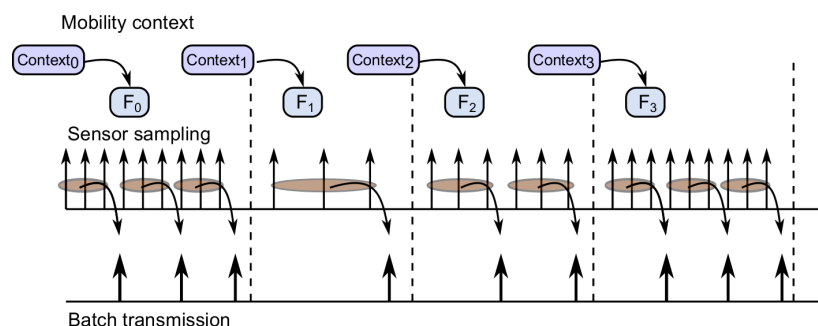 Mobility context
Context0 Context1 Context2 Context3
F0 F1 F2 F3
Sensor sampling
Batch transmission